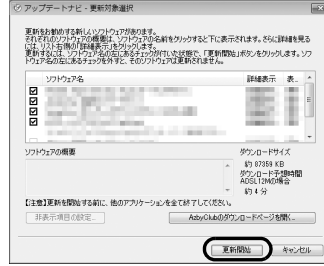 アップデートナビ - 更新対象選択
更新をお勧めする新しいソフトウェアがあります。
それぞれのソフトウェアの概要は、ソフトウェアの名前をクリックすると下に表示されます。さらに詳細を見る
には、リスト右側の「詳細表示」をクリックします。
更新するには、ソフトウェア名の左にあるチェックが付いた状態で、「更新開始」ボタンをクリックします。ソフ
トウェア名の左にあるチェックを外すと、そのソフトウェアは更新されません。
ソフトウェア名 詳細表示 表..
ソフトウェアの概要
ダウンロードサイズ
約 87359 KB
ダウンロード予想時間
ADSL12Mの場合
約 4 分
【注意】更新を開始する前に、他のアプリケーションを全て終了してください。
非表示項目の設定...
AzbyClubのダウンロードページを開く...
更新開始
キャンセル